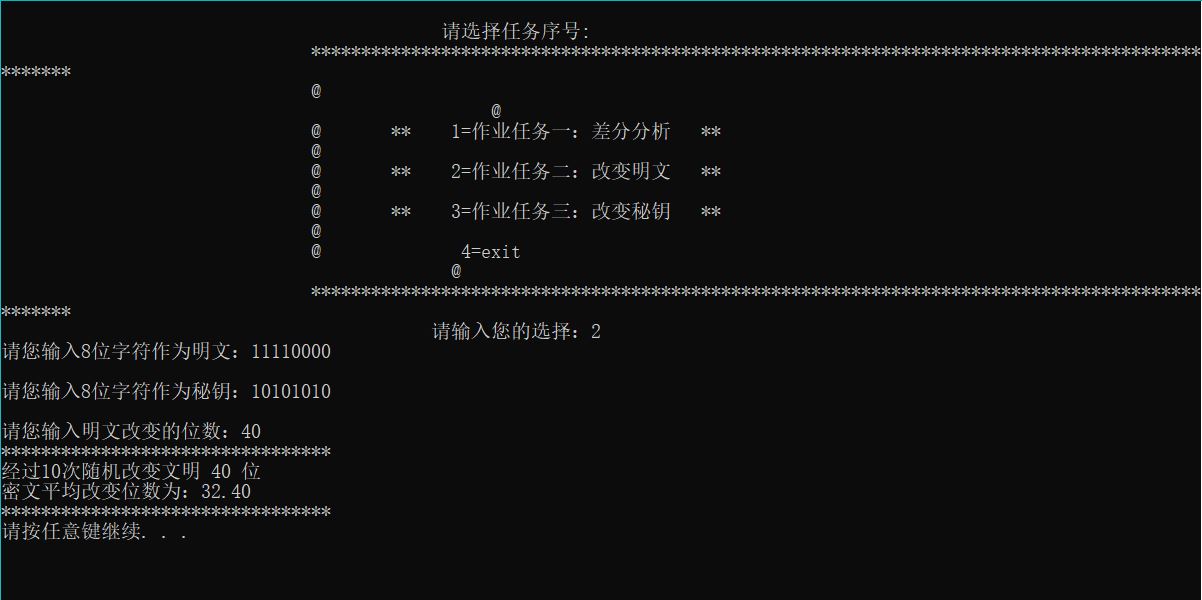 请选择任务序号:
*****************************************************************************************
*******
@
@
@ ** 1=作业任务一：差分分析 **
@
@ ** 2=作业任务二：改变明文 **
@
@ ** 3=作业任务三：改变秘钥 **
@
@ 4=exit
@
*****************************************************************************************
*******
请输入您的选择：2
请您输入8位字符作为明文：11110000
请您输入8位字符作为秘钥：10101010
请您输入明文改变的位数：40
*********************************
经过10次随机改变文明 40 位
密文平均改变位数为：32.40
*********************************
请按任意键继续. . .